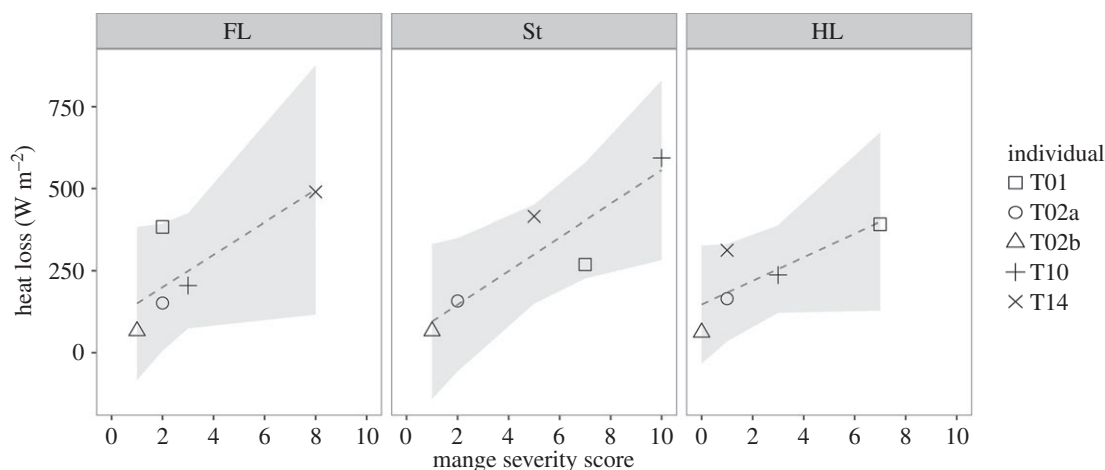 FL St HL
750
500
250
0
heat loss (W m−2)
0 2 4 6 8 10 0 2 4 6 8 10 0 2 4 6 8 10
mange severity score
individual
T01
T02a
T02b
T10
T14